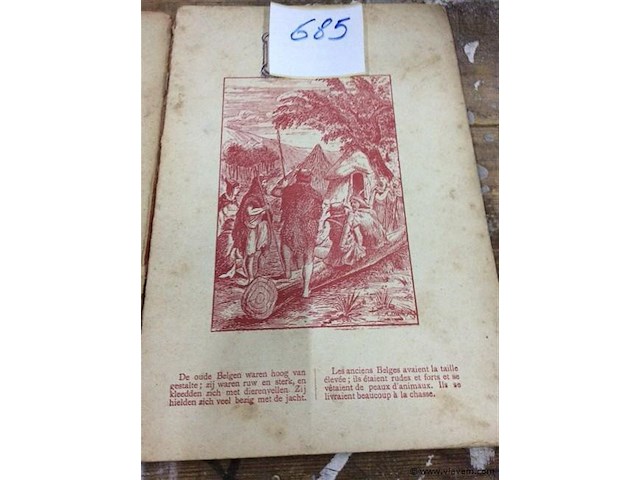 685
De oude Belgen waren hoog van
gestalte; zij waren ruw en sterk, en
kleedden zich met dierenvellen. Zij
hielden zich veel bezig met de jacht.
Les anciens Belges avaient la taille
élevée; ils étaient rudes et forts et se
vêtaient de peaux d'animaux. Ils se
livraient beaucoup à la chasse.